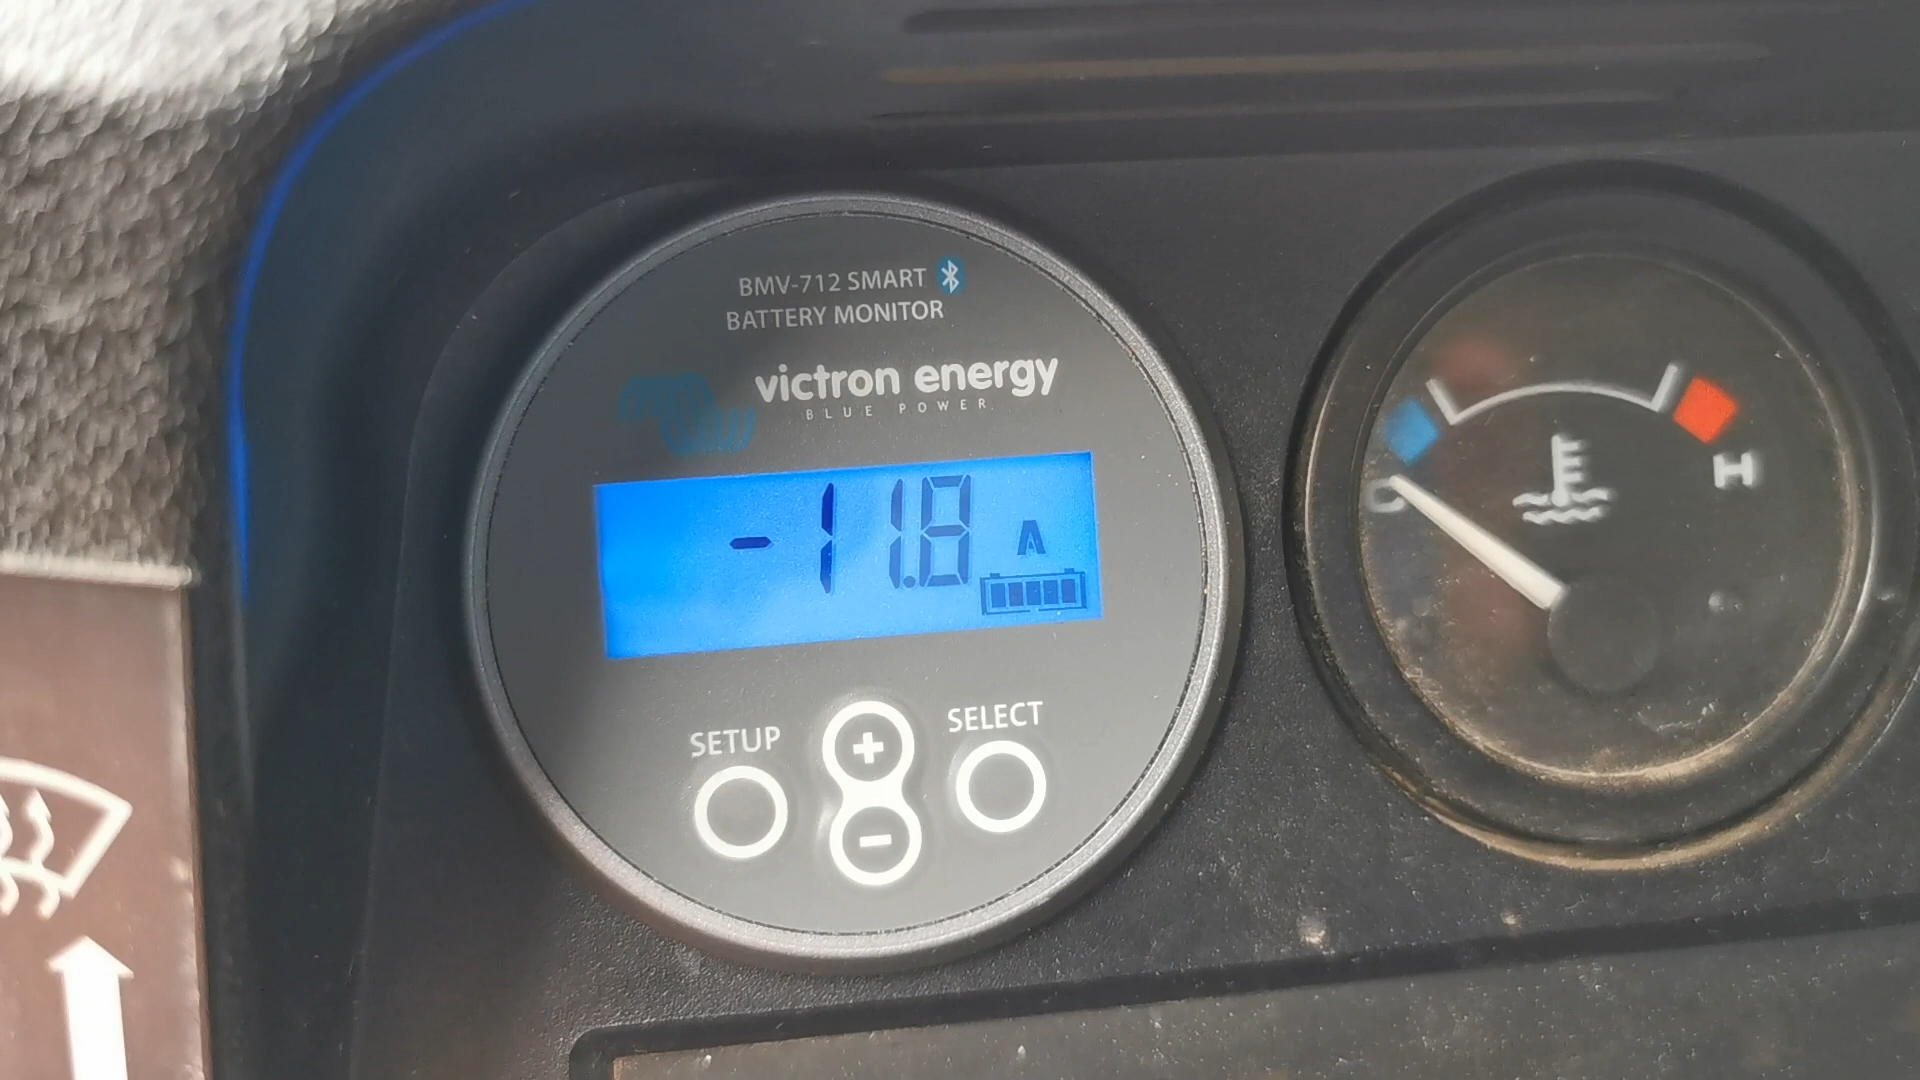 BMV-712 SMART
BATTERY MONITOR
victron energy
BLUE POWER
-11.8 A
SETUP
+
SELECT
-
C
H